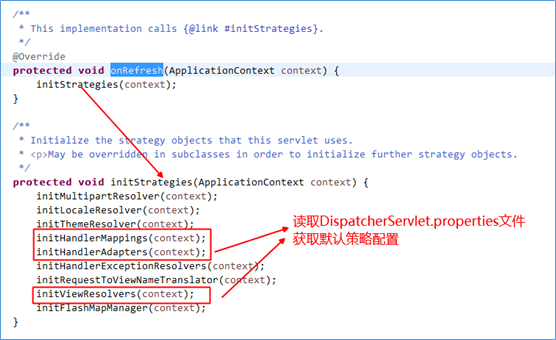 /**
* This implementation calls {@link #initStrategies}.
*/
@Override
protected void onRefresh(ApplicationContext context) {
initStrategies(context);
}
/**
* Initialize the strategy objects that this servlet uses.
* <p>May be overridden in subclasses in order to initialize further strategy objects.
*/
protected void initStrategies(ApplicationContext context) {
initMultipartResolver(context);
initLocaleResolver(context);
initThemeResolver(context);
initHandlerMappings(context);
initHandlerAdapters(context);
initHandlerExceptionResolvers(context);
initRequestToViewNameTranslator(context);
initViewResolvers(context);
initFlashMapManager(context);
}
读取DispatcherServlet.properties文件
获取默认策略配置